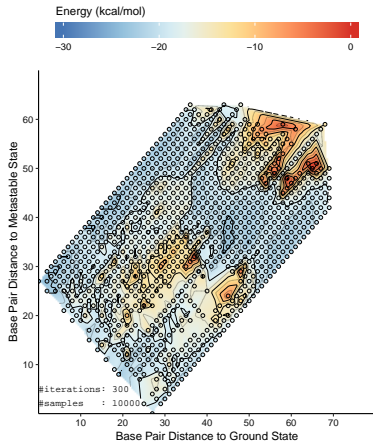 Energy (kcal/mol)
−30 −20 −10 0
60
50
40
30
20
10
Base Pair Distance to Metastable State
#iterations: 300
#samples : 10000
10 20 30 40 50 60 70
Base Pair Distance to Ground State